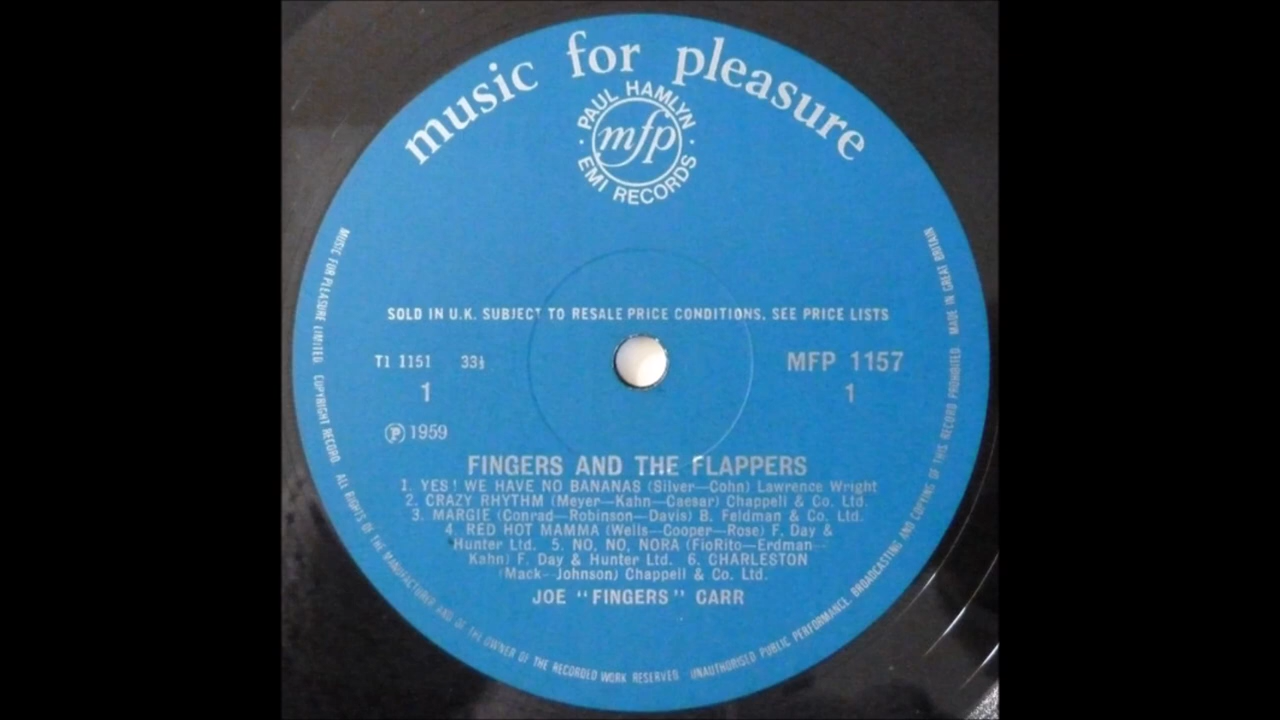 music for pleasure
PAUL HAMLYN
mfp
EMI RECORDS
SOLD IN U.K. SUBJECT TO RESALE PRICE CONDITIONS, SEE PRICE LISTS
T1 1151 33⅓ MFP 1157
1 1
Ⓟ 1959
FINGERS AND THE FLAPPERS
1. YES! WE HAVE NO BANANAS (Silver—Cohn) Lawrence Wright
2. CRAZY RHYTHM (Meyer—Kahn—Caesar) Chappell & Co. Ltd.
3. MARGIE (Conrad—Robinson—Davis) B. Feldman & Co. Ltd.
4. RED HOT MAMMA (Wells—Cooper—Rose) F. Day &
Hunter Ltd. 5. NO, NO, NORA (FioRito—Erdman—
Kahn) F. Day & Hunter Ltd. 6. CHARLESTON
(Mack—Johnson) Chappell & Co. Ltd.
JOE "FINGERS" CARR
MUSIC FOR PLEASURE LIMITED. COPYRIGHT RECORD. ALL RIGHTS OF THE MANUFACTURER AND OF THE OWNER OF THE RECORDED WORK RESERVED. UNAUTHORISED PUBLIC PERFORMANCE, BROADCASTING AND COPYING OF THIS RECORD PROHIBITED. MADE IN GREAT BRITAIN